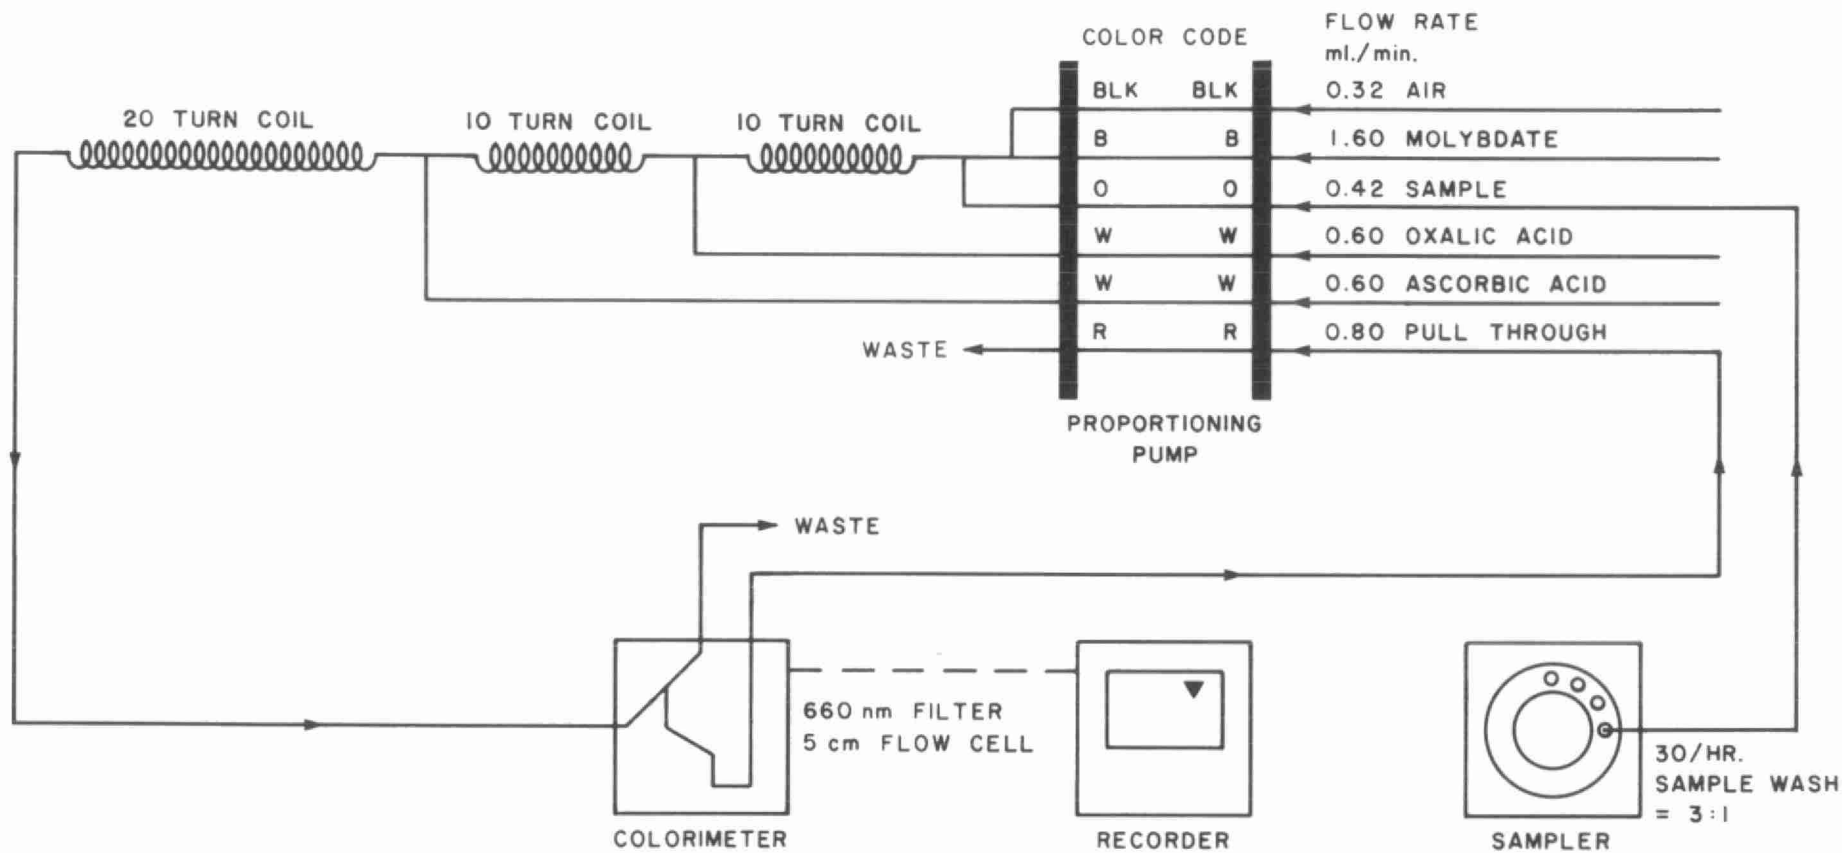 FLOW RATE
ml./min.
COLOR CODE
BLK BLK 0.32 AIR
20 TURN COIL 10 TURN COIL 10 TURN COIL
B B 1.60 MOLYBDATE
O O 0.42 SAMPLE
W W 0.60 OXALIC ACID
W W 0.60 ASCORBIC ACID
R R 0.80 PULL THROUGH
WASTE
PROPORTIONING
PUMP
WASTE
660 nm FILTER
5 cm FLOW CELL
30/HR.
SAMPLE WASH
= 3:1
COLORIMETER
RECORDER
SAMPLER